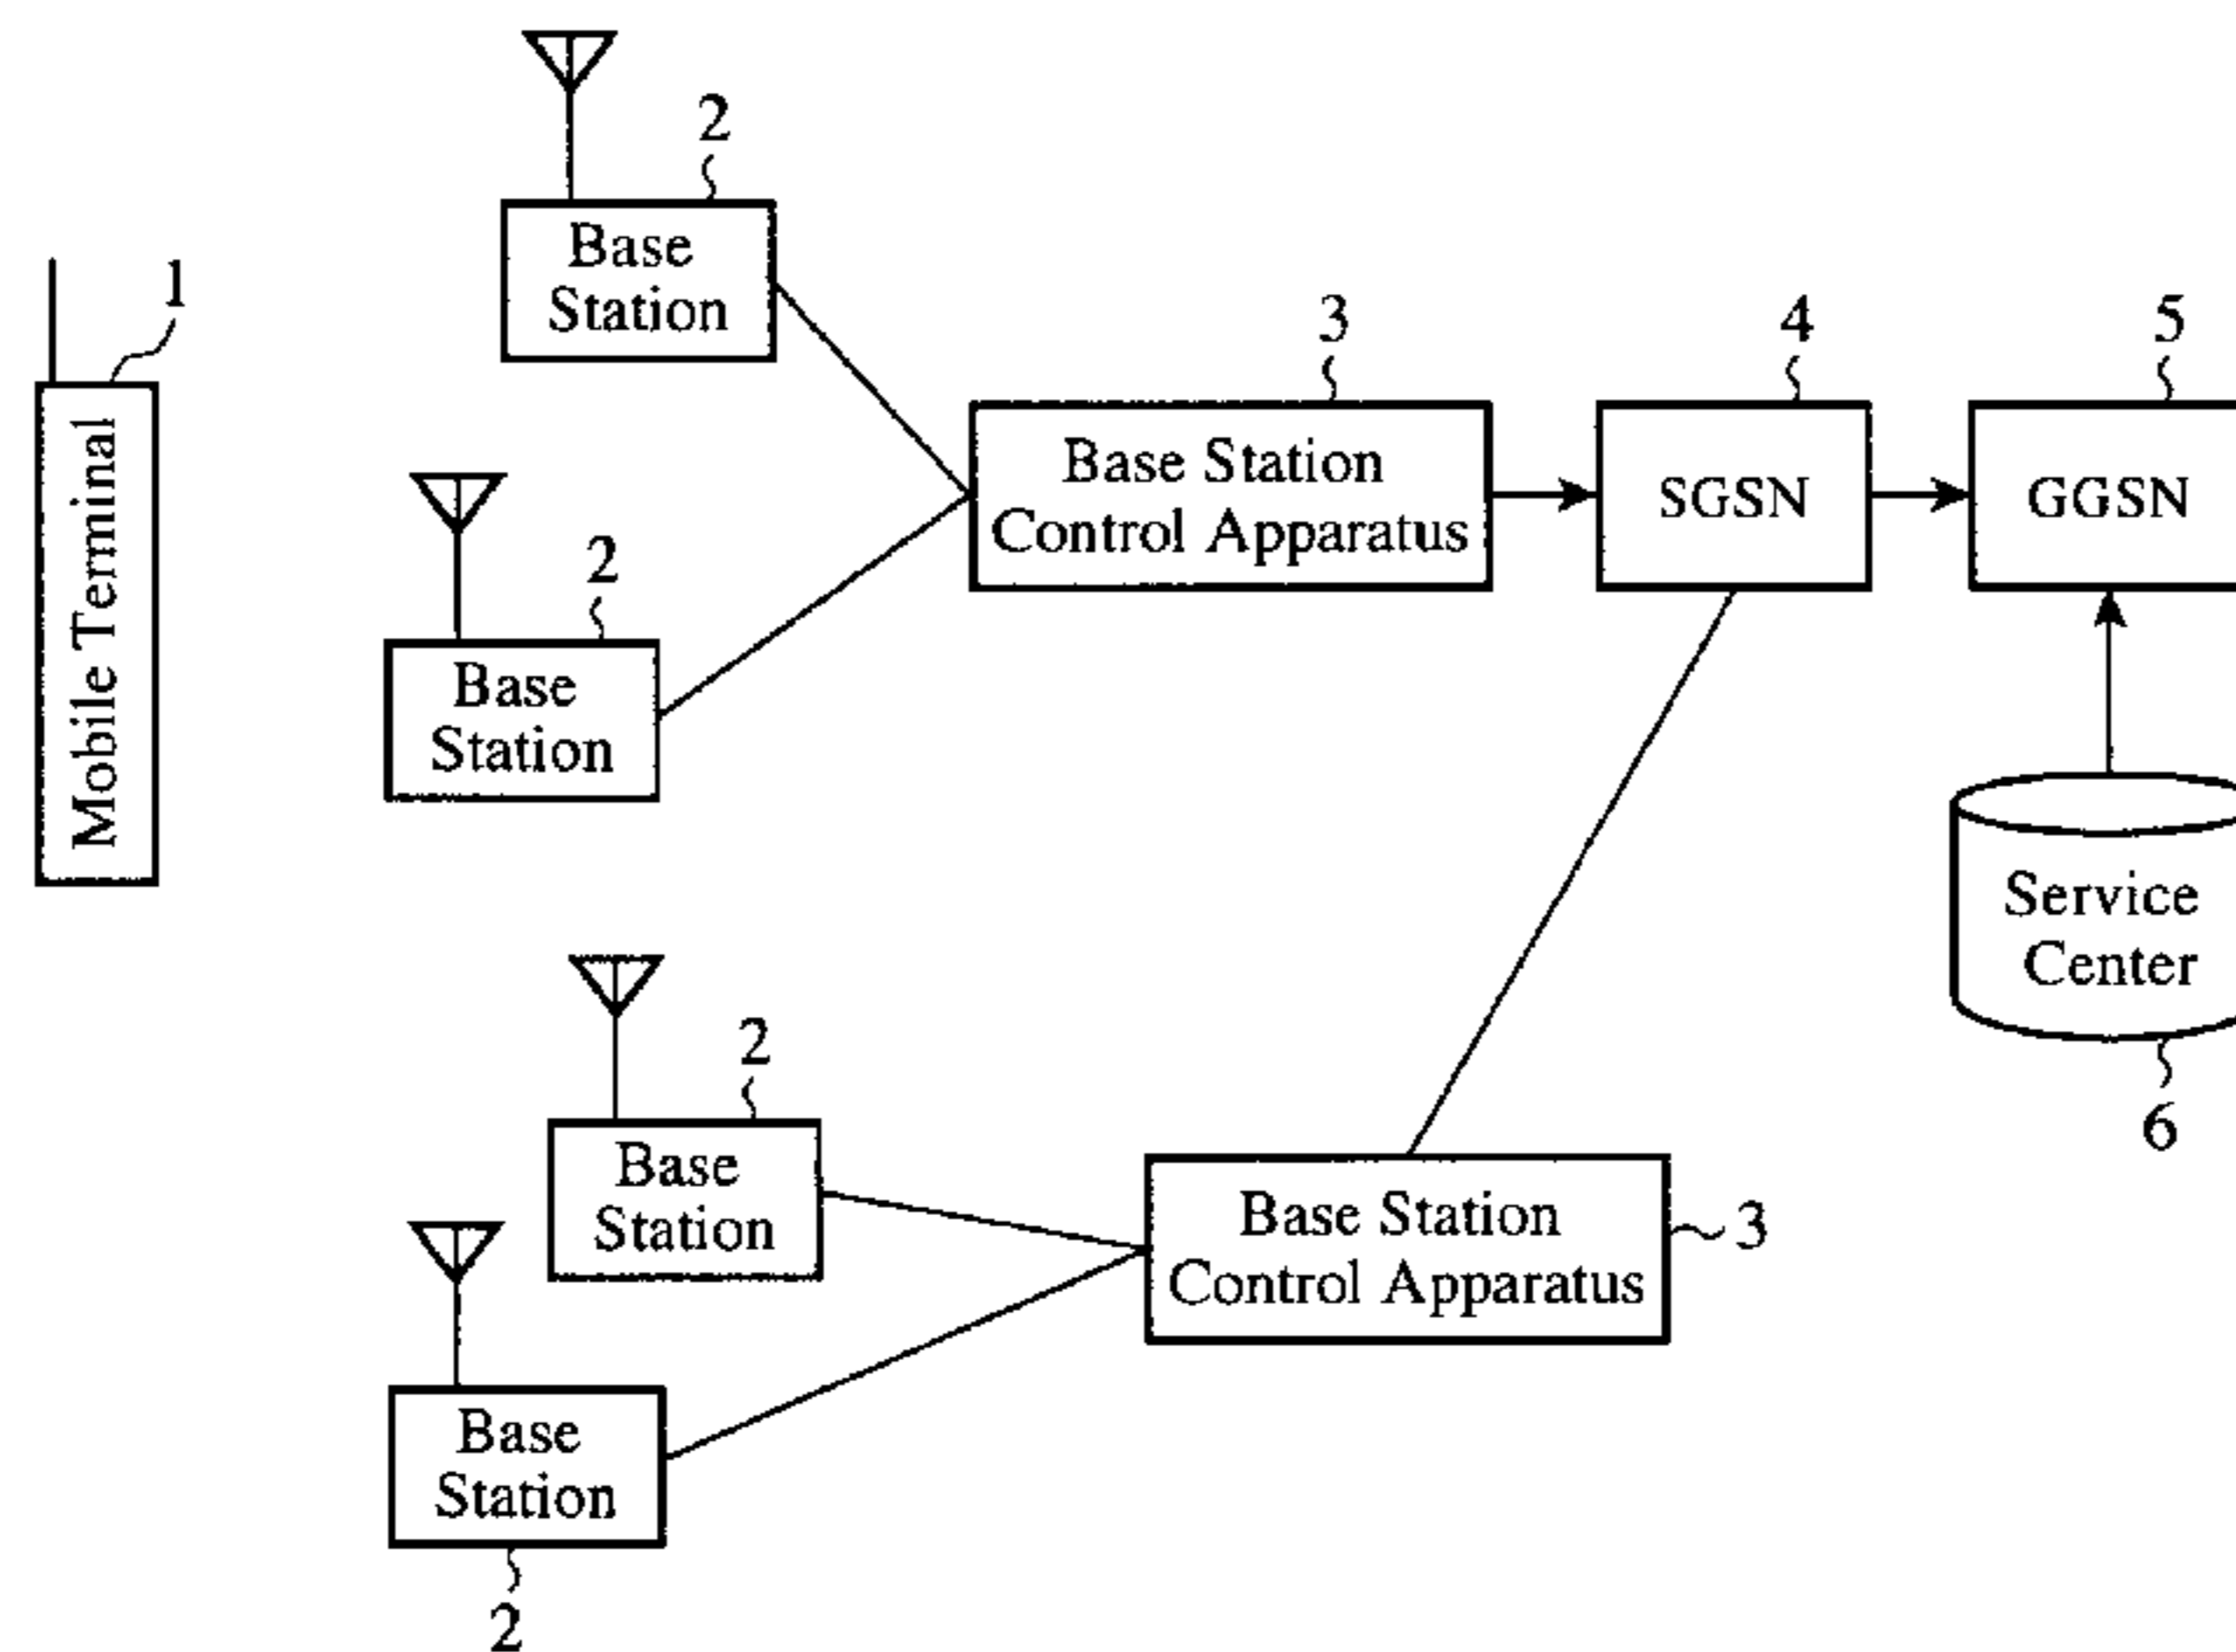 1
Mobile Terminal
2
Base
Station
2
Base
Station
3
Base Station
Control Apparatus
4
SGSN
5
GGSN
Service
Center
6
2
Base
Station
Base Station
Control Apparatus
3
Base
Station
2